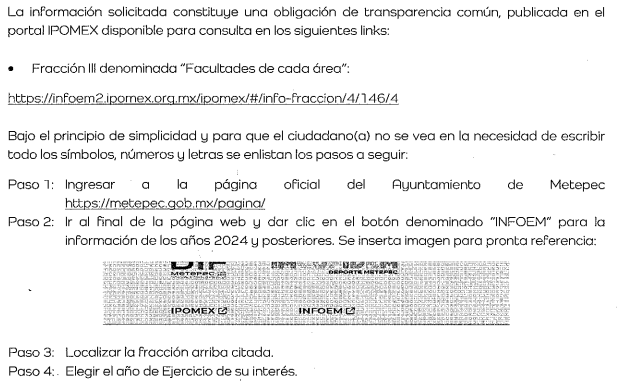 La información solicitada constituye una obligación de transparencia común, publicada en el
portal IPOMEX disponible para consulta en los siguientes links:
• Fracción III denominada “Facultades de cada área”:
https://infoem2.ipomex.org.mx/ipomex/#/info-fraccion/4/146/4
Bajo el principio de simplicidad y para que el ciudadano(a) no se vea en la necesidad de escribir
todo los símbolos, números y letras se enlistan los pasos a seguir:
Paso 1: Ingresar a la página oficial del Ayuntamiento de Metepec
https://metepec.gob.mx/pagina/
Paso 2: Ir al final de la página web y dar clic en el botón denominado “INFOEM” para la
información de los años 2024 y posteriores. Se inserta imagen para pronta referencia:
DIF
METEPEC
DEPORTE METEPEC
IPOMEX INFOEM
Paso 3: Localizar la fracción arriba citada.
Paso 4: Elegir el año de Ejercicio de su interés.